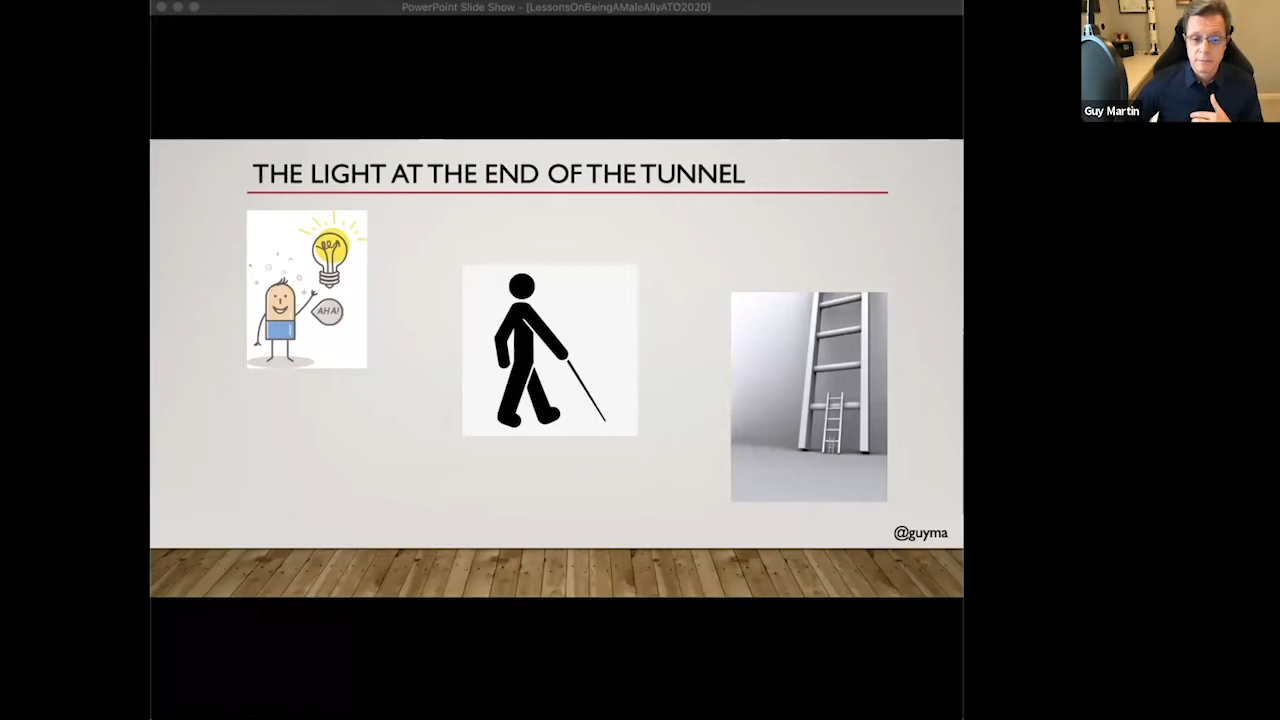 PowerPoint Slide Show - [LessonsOnBeingAMaleAllyATO2020]
Guy Martin
THE LIGHT AT THE END OF THE TUNNEL
AHA!
@guyma